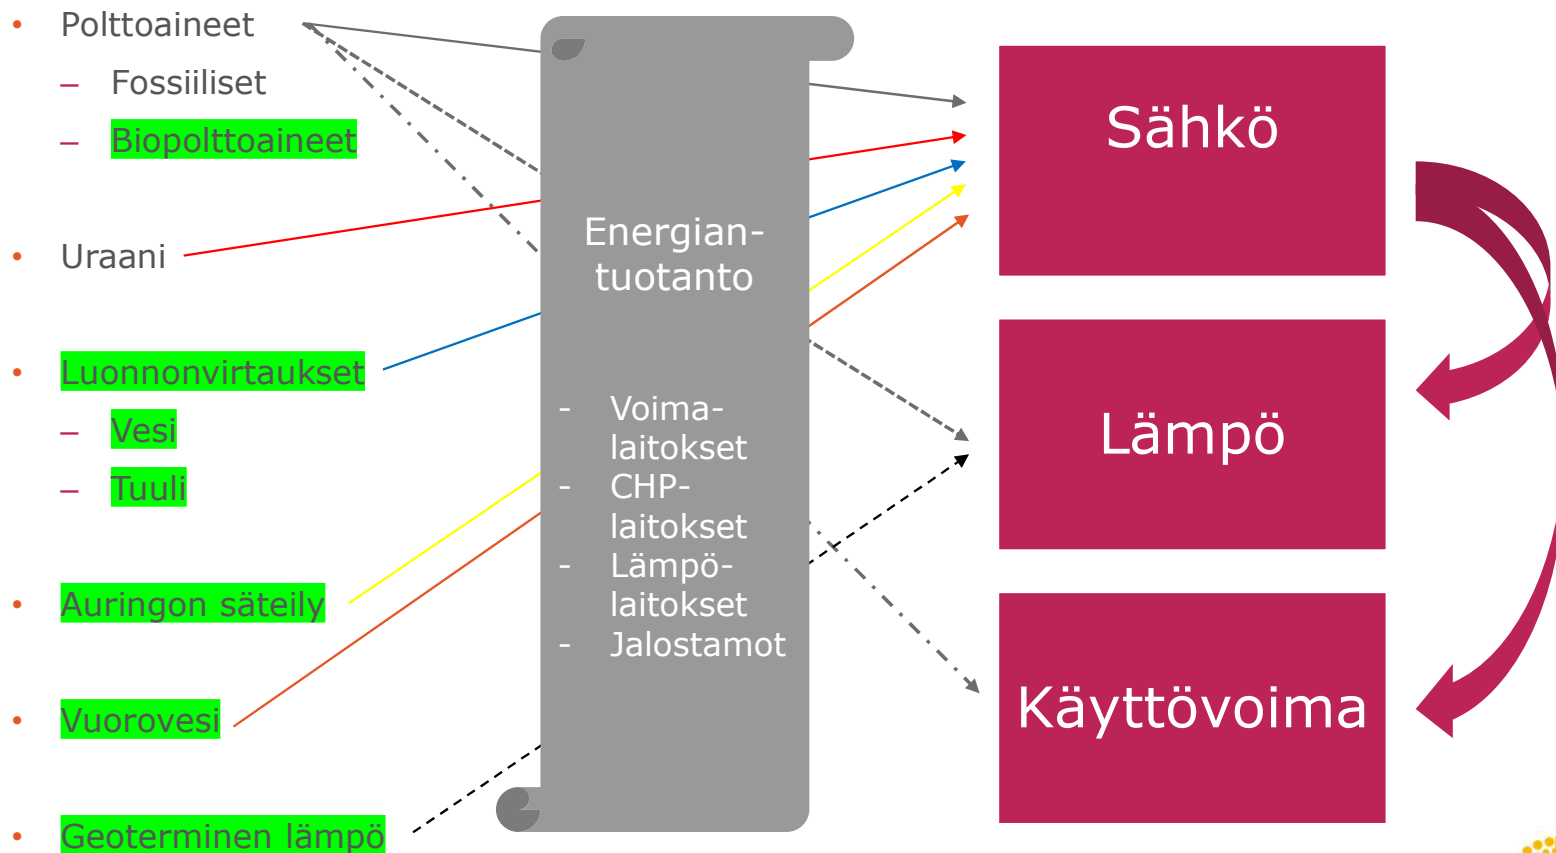 • Polttoaineet
– Fossiiliset
– Biopolttoaineet
• Uraani
• Luonnonvirtaukset
– Vesi
– Tuuli
• Auringon säteily
• Vuorovesi
• Geoterminen lämpö
Energian-
tuotanto
- Voima-
laitokset
- CHP-
laitokset
- Lämpö-
laitokset
- Jalostamot
Sähkö
Lämpö
Käyttövoima